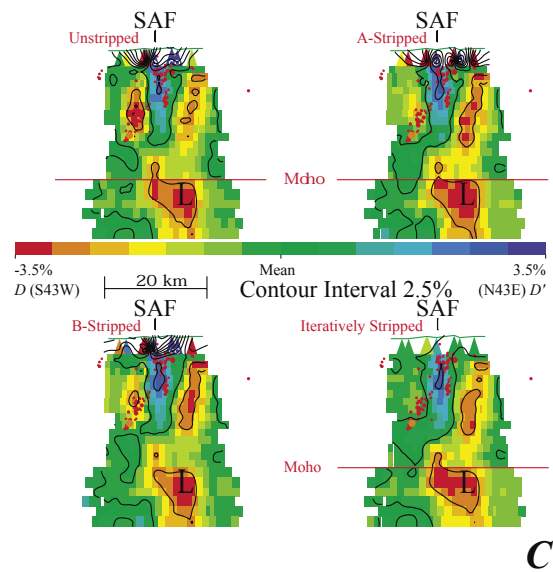 SAF SAF
Unstripped A-Stripped
Moho
L L
-3.5% Mean 3.5%
D (S43W) 20 km Contour Interval 2.5% (N43E) D'
SAF SAF
B-Stripped Iteratively Stripped
Moho
L L
C